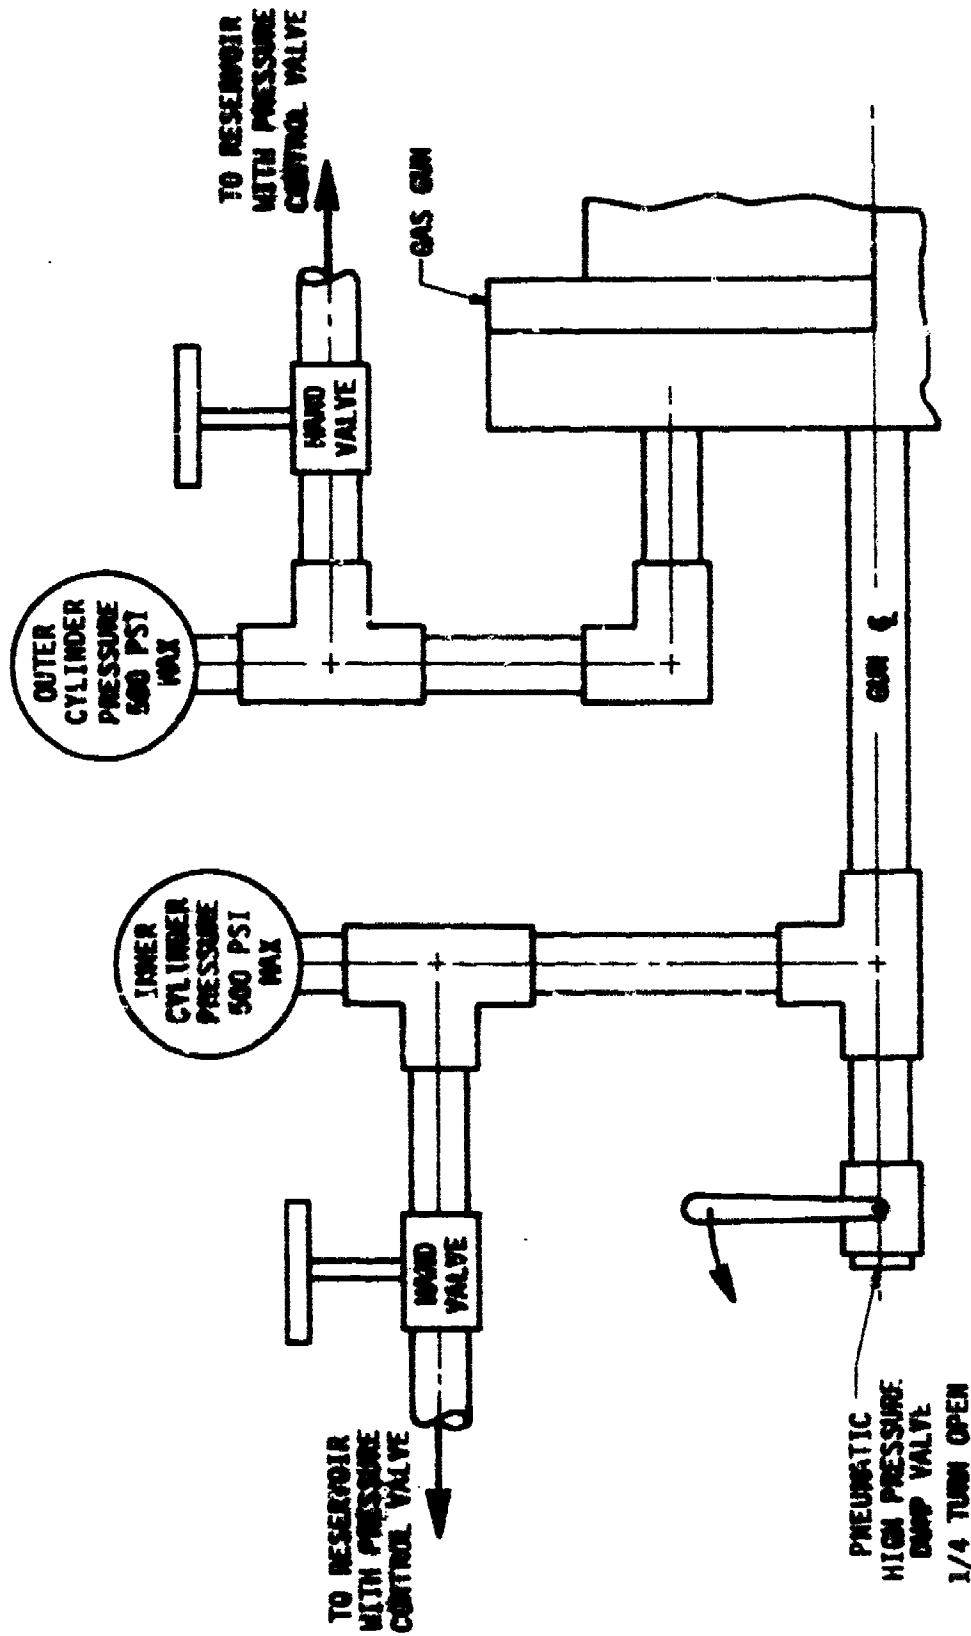 TO RESERVOIR
WITH PRESSURE
CONTROL VALVE
GAS GUN
HAND
VALVE
OUTER
CYLINDER
PRESSURE
500 PSI
MAX
GUN ℄
INNER
CYLINDER
PRESSURE
500 PSI
MAX
HAND
VALVE
TO RESERVOIR
WITH PRESSURE
CONTROL VALVE
PNEUMATIC
HIGH PRESSURE
DUMP VALVE
1/4 TURN OPEN